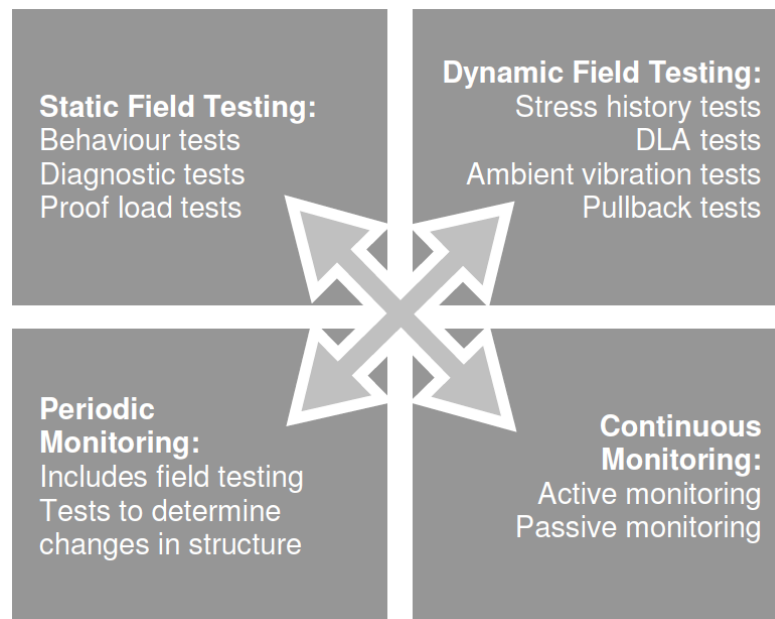 Static Field Testing:
Behaviour tests
Diagnostic tests
Proof load tests
Dynamic Field Testing:
Stress history tests
DLA tests
Ambient vibration tests
Pullback tests
Periodic
Monitoring:
Includes field testing
Tests to determine
changes in structure
Continuous
Monitoring:
Active monitoring
Passive monitoring